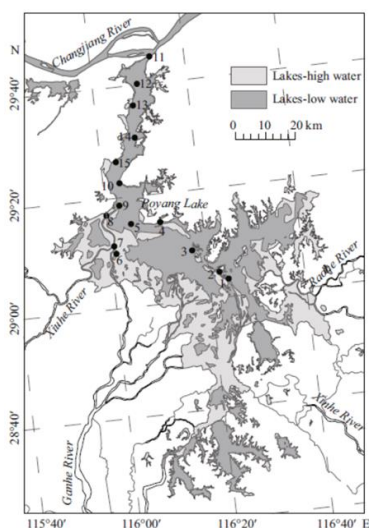 Changjiang River
N
11
Lakes-high water
29°40'
12
Lakes-low water
13
0 10 20 km
14
15
10
29°20'
9
Poyang Lake
8
5
4
7
3
6
Raohe River
29°00'
Xiuhe River
28°40'
Xinhe River
Ganhe River
115°40' 116°00' 116°20' 116°40' E